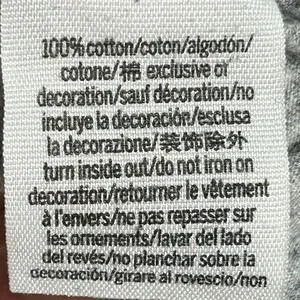 100%cotton/coton/algodón/
cotone/棉 exclusive of
decoration/sauf décoration/no
incluye la decoración/esclusa
la decorazione/装饰除外
turn inside out/do not iron on
decoration/retourner le vêtement
à l'envers/ne pas repasser sur
les ornements/lavar del lado
del revés/no planchar sobre la
decoración/girare al rovescio/non